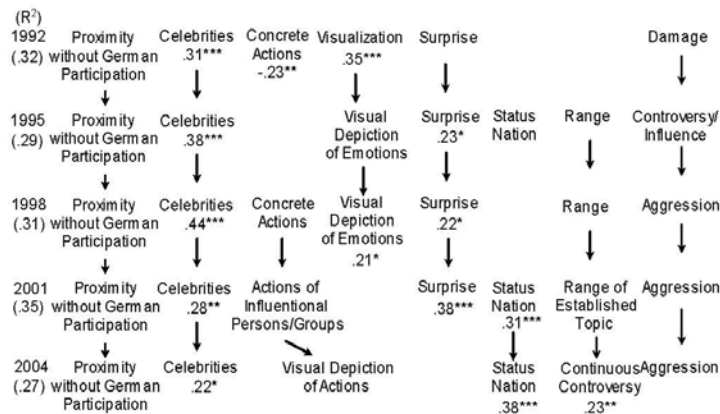 (R²)
1992 Proximity Celebrities Concrete Visualization Surprise Damage
(.32) without German .31*** Actions .35***
Participation -.23**
1995 Proximity Celebrities Visual Surprise Status Range Controversy/
(.29) without German .38*** Depiction .23* Nation Influence
Participation of Emotions
1998 Proximity Celebrities Concrete Visual Surprise Range Aggression
(.31) without German .44*** Actions Depiction .22*
Participation of Emotions
.21*
2001 Proximity Celebrities Actions of Surprise Status Range of Aggression
(.35) without German .28** Influentional .38*** Nation Established
Participation Persons/Groups .31*** Topic
2004 Proximity Celebrities Visual Depiction Status Continuous Aggression
(.27) without German .22* of Actions Nation Controversy
Participation .38*** .23**